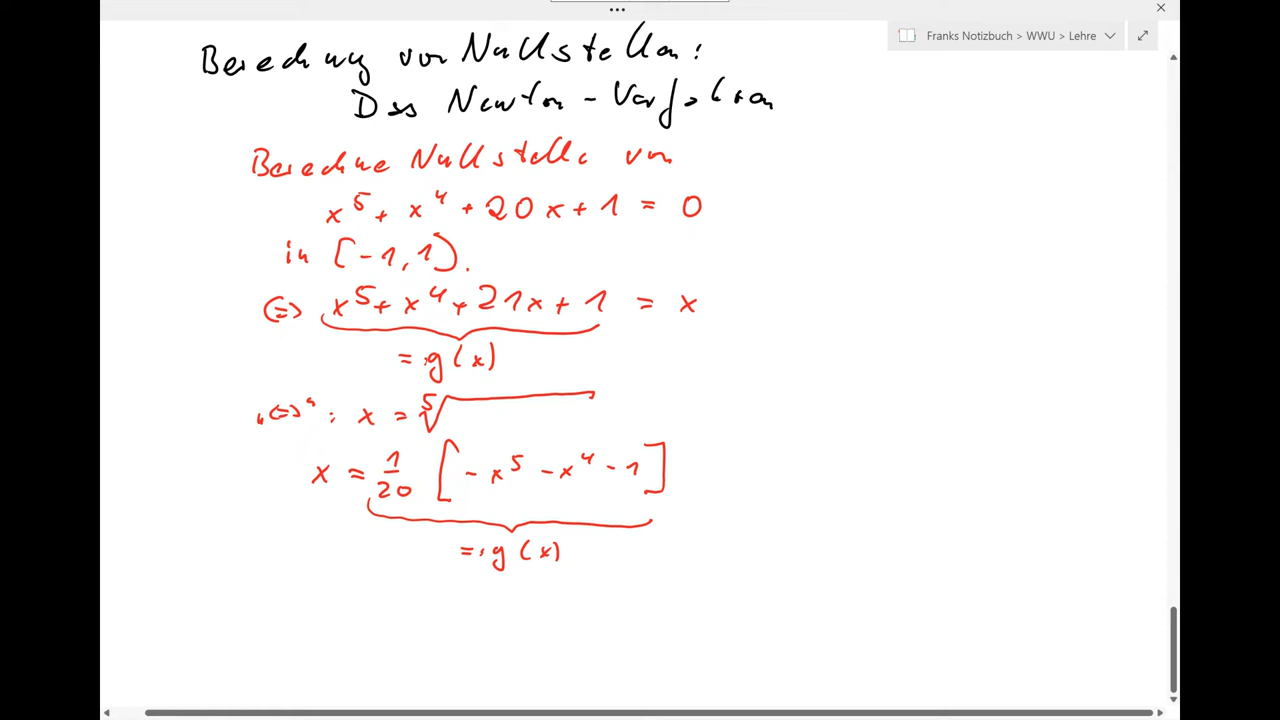 Franks Notizbuch > WWU > Lehre
Berechnung von Nullstellen:
Das Newton-Verfahren
Berechne Nullstelle von
x⁵ + x⁴ + 20x + 1 = 0
in [-1,1].
⇔ x⁵ + x⁴ + 21x + 1 = x
=: g(x)
„⇔“: x = ⁵√
x = 1/20 [-x⁵ - x⁴ - 1]
=: g(x)